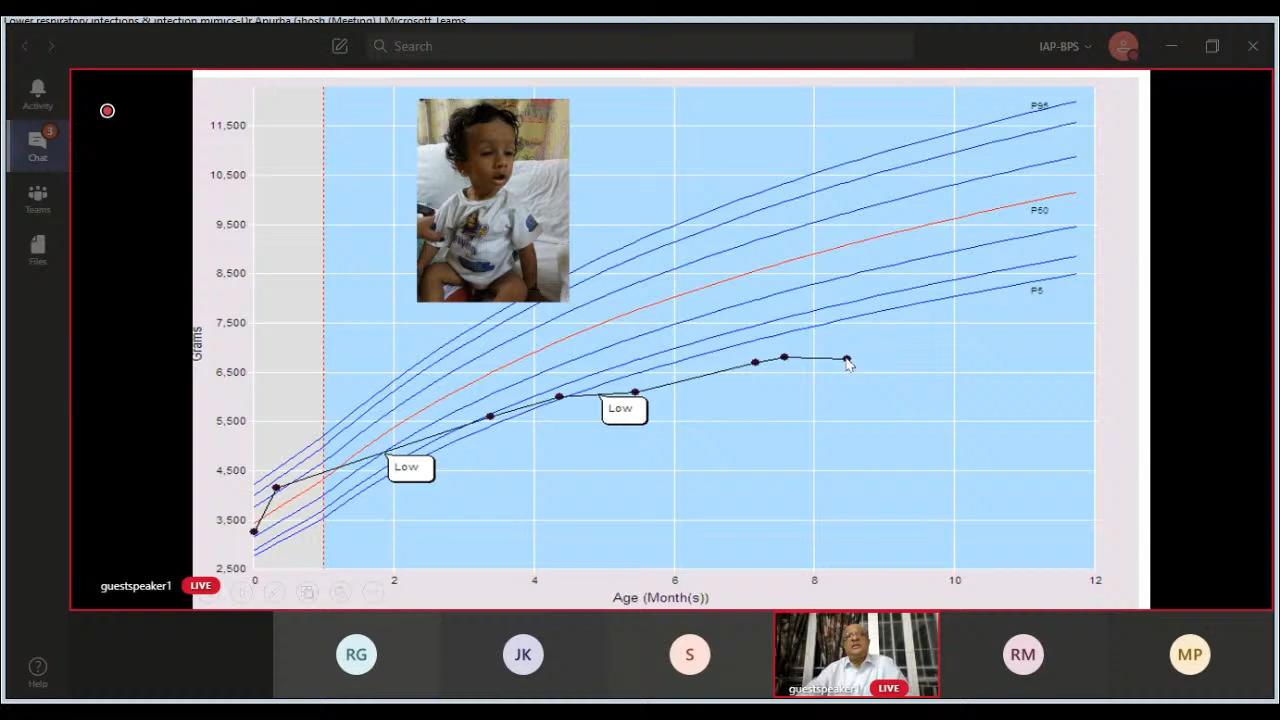 Lower respiratory infections & infection mimics-Dr Apurba Ghosh (Meeting) | Microsoft Teams
Search
IAP-BPS
Activity
3
Chat
Teams
Files
Help
P95
P50
P5
11,500
10,500
9,500
8,500
7,500
6,500
5,500
4,500
3,500
2,500
Grams
Low
Low
0
2
4
6
8
10
12
Age (Month(s))
guestspeaker1
LIVE
RG
JK
S
guestspeaker1
LIVE
RM
MP